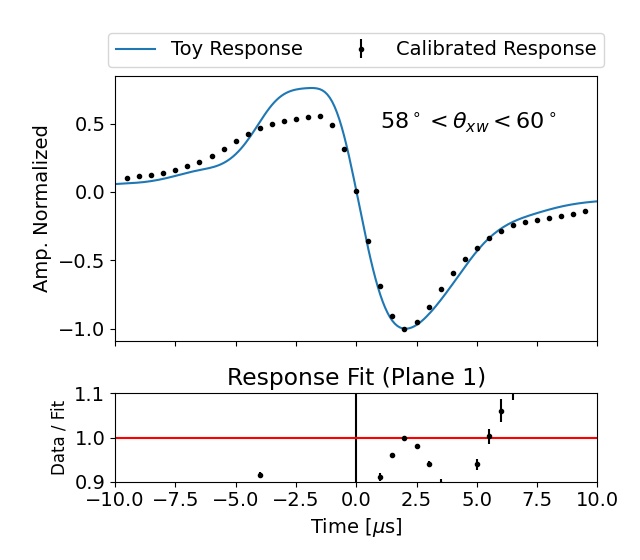 Toy Response Calibrated Response
58° < θxw < 60°
Amp. Normalized
0.5
0.0
−0.5
−1.0
Response Fit (Plane 1)
Data / Fit
1.1
1.0
0.9
−10.0 −7.5 −5.0 −2.5 0.0 2.5 5.0 7.5 10.0
Time [μs]